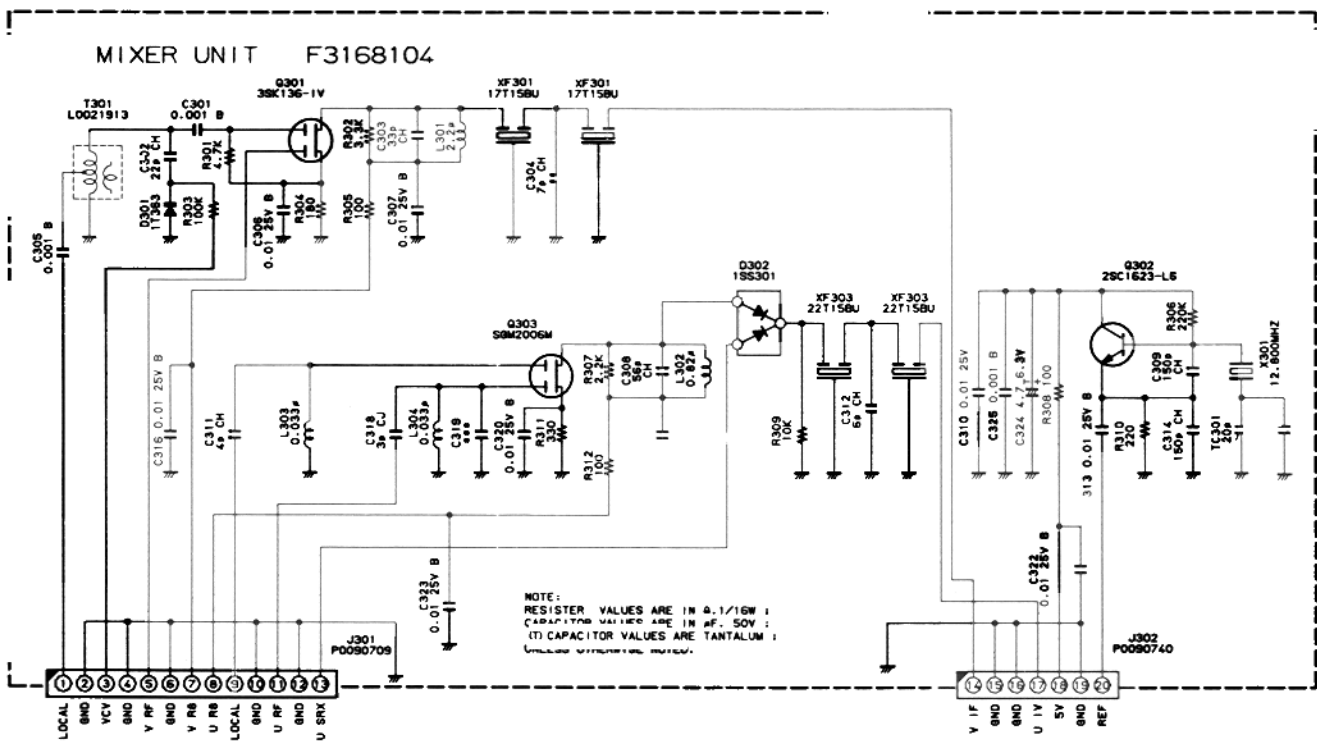 MIXER UNIT F3168104
T301
L0021913
C301
0.001 B
Q301
3SK136-IV
XF301
17T15BU
XF301
17T15BU
C302
22P CH
R301
4.7K
R302
3.3K
C303
33P
CH
L301
2.2μ
C304
7P CH
D301
1T363
R303
100K
C306
0.01 25V B
R304
180
R305
100
C307
0.01 25V B
C305
0.001 B
D302
1SS301
XF303
22T15BU
XF303
22T15BU
Q302
2SC1623-L6
R306
220K
X301
12.800MHZ
Q303
SGM2006M
R307
2.2K
C308
56P
CH
L302
0.82μ
C309
150P
CH
C316 0.01 25V
C311
4P CH
L303
0.033μ
C318
3P CJ
L304
0.033μ
C319
C320
0.01 25V B
R311
330
R312
100
R309
10K
C312
6P CH
C310 0.01 25V
C325 0.001 B
C324 4.7 6.3V
+
R308 100
313 0.01 25V B
R310
220
C314
150P CH
TC301
20P
C323
0.01 25V B
C322
0.01 25V B
NOTE:
RESISTER VALUES ARE IN Ω.1/16W ;
CAPACITOR VALUES ARE IN μF. 50V ;
(T) CAPACITOR VALUES ARE TANTALUM ;
UNLESS OTHERWISE NOTED.
J301
P0090709
J302
P0090740
1 2 3 4 5 6 7 8 9 10 11 12 13
14 15 16 17 18 19 20
LOCAL
GND
VCV
GND
V RF
GND
V R8
U R8
LOCAL
GND
U RF
GND
U SRX
V IF
GND
GND
U IV
5V
GND
REF